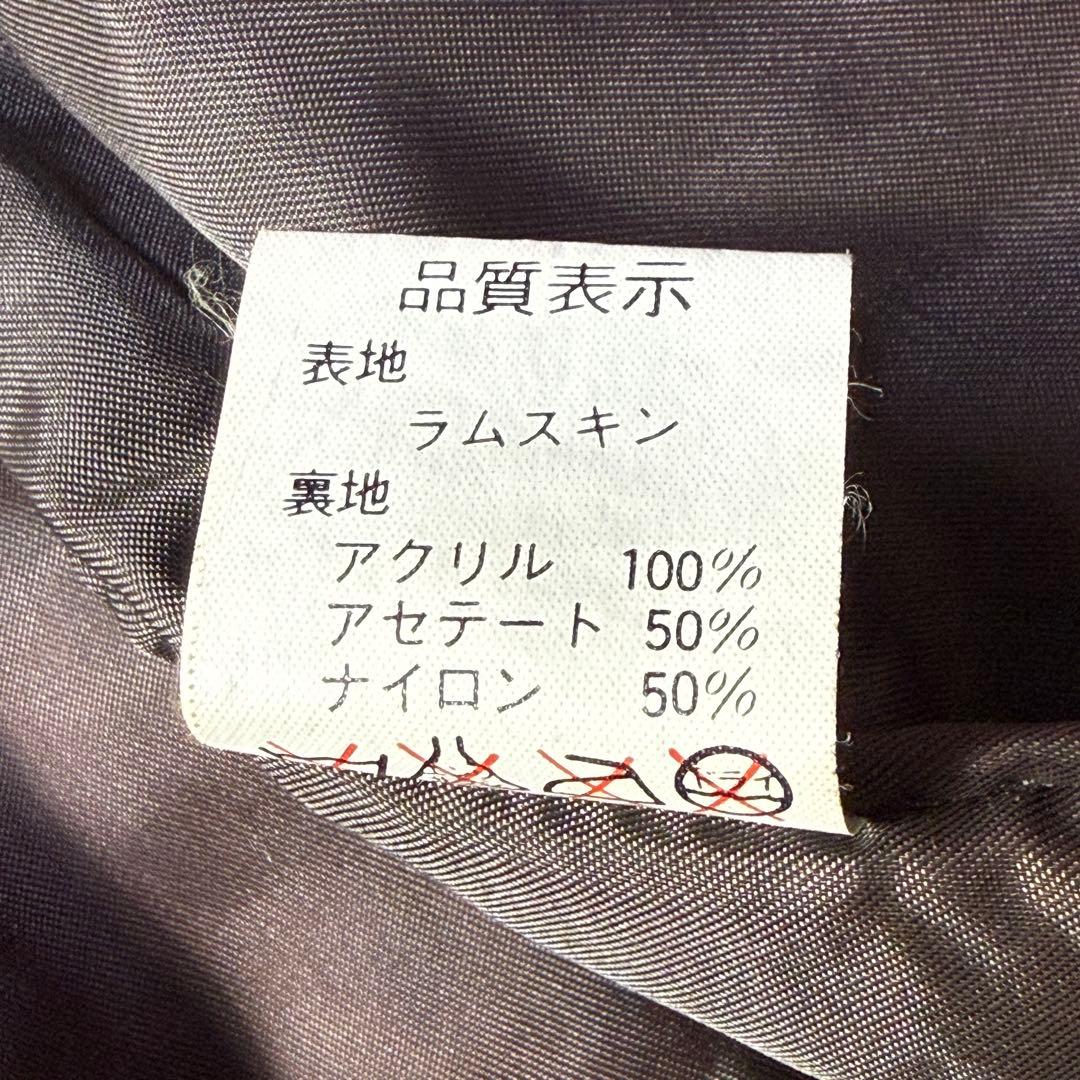 品質表示
表地
ラムスキン
裏地
アクリル 100%
アセテート 50%
ナイロン 50%